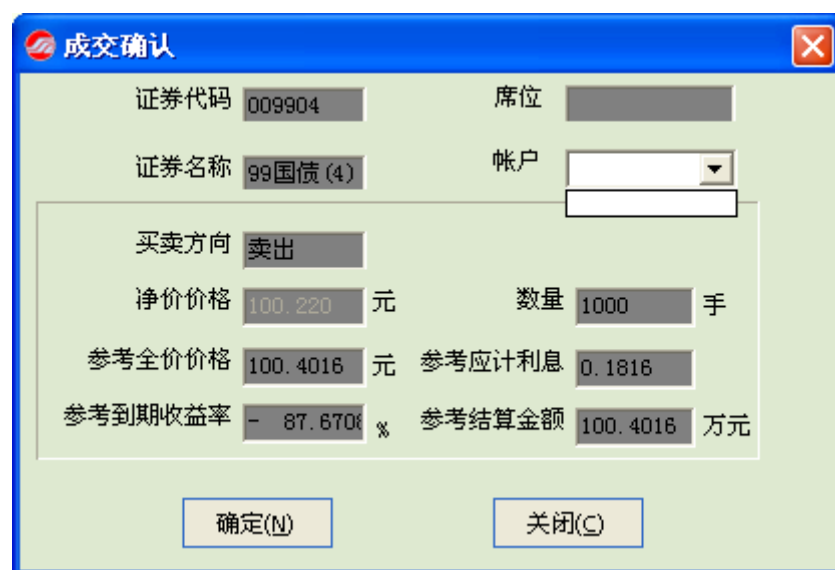 成交确认
证券代码 009904 席位
证券名称 99国债(4) 帐户
买卖方向 卖出
净价价格 100.220 元 数量 1000 手
参考全价价格 100.4016 元 参考应计利息 0.1816
参考到期收益率 - 87.6708 % 参考结算金额 100.4016 万元
确定(N) 关闭(C)